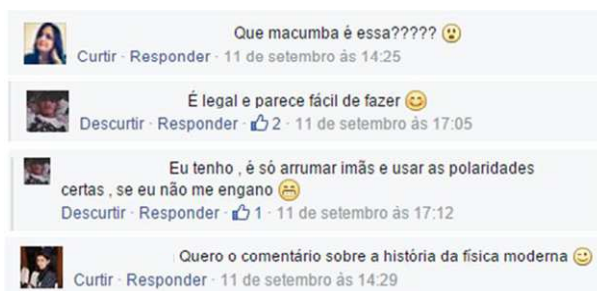 Que macumba é essa?????
Curtir · Responder · 11 de setembro às 14:25
É legal e parece fácil de fazer
Descurtir · Responder · 2 · 11 de setembro às 17:05
Eu tenho , é só arrumar imãs e usar as polaridades
certas , se eu não me engano
Descurtir · Responder · 1 · 11 de setembro às 17:12
Quero o comentário sobre a história da física moderna
Curtir · Responder · 11 de setembro às 14:29